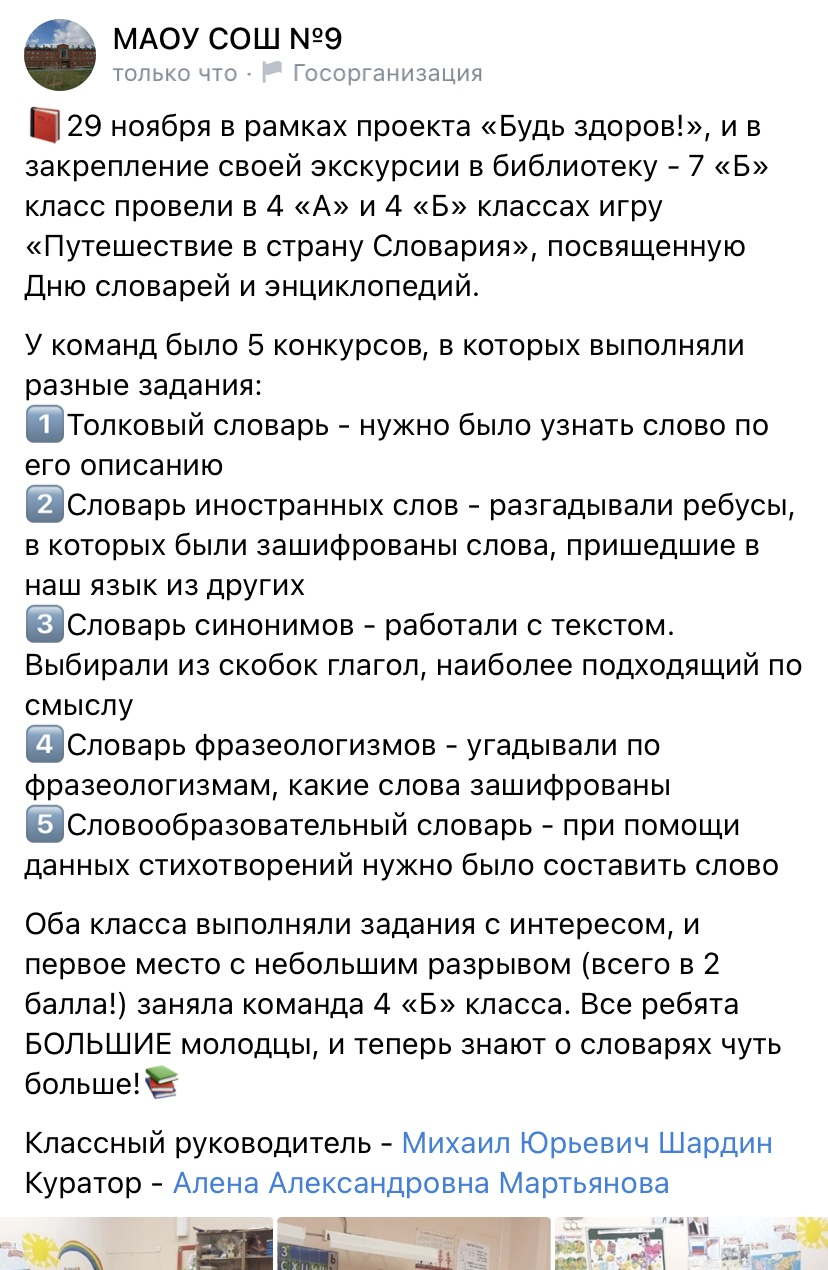 МАОУ СОШ №9
только что · Госорганизация
29 ноября в рамках проекта «Будь здоров!», и в
закрепление своей экскурсии в библиотеку - 7 «Б»
класс провели в 4 «А» и 4 «Б» классах игру
«Путешествие в страну Словария», посвященную
Дню словарей и энциклопедий.
У команд было 5 конкурсов, в которых выполняли
разные задания:
1 Толковый словарь - нужно было узнать слово по
его описанию
2 Словарь иностранных слов - разгадывали ребусы,
в которых были зашифрованы слова, пришедшие в
наш язык из других
3 Словарь синонимов - работали с текстом.
Выбирали из скобок глагол, наиболее подходящий по
смыслу
4 Словарь фразеологизмов - угадывали по
фразеологизмам, какие слова зашифрованы
5 Словообразовательный словарь - при помощи
данных стихотворений нужно было составить слово
Оба класса выполняли задания с интересом, и
первое место с небольшим разрывом (всего в 2
балла!) заняла команда 4 «Б» класса. Все ребята
БОЛЬШИЕ молодцы, и теперь знают о словарях чуть
больше!
Классный руководитель - Михаил Юрьевич Шардин
Куратор - Алена Александровна Мартьянова